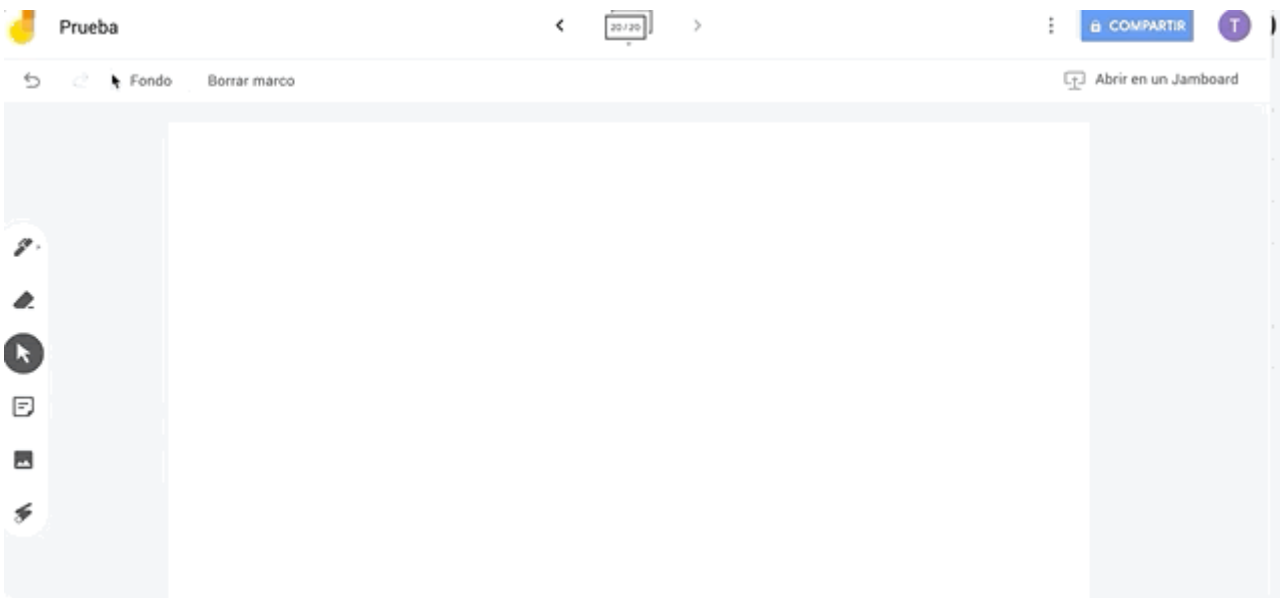 Prueba
20/20
COMPARTIR
T
Fondo
Borrar marco
Abrir en un Jamboard